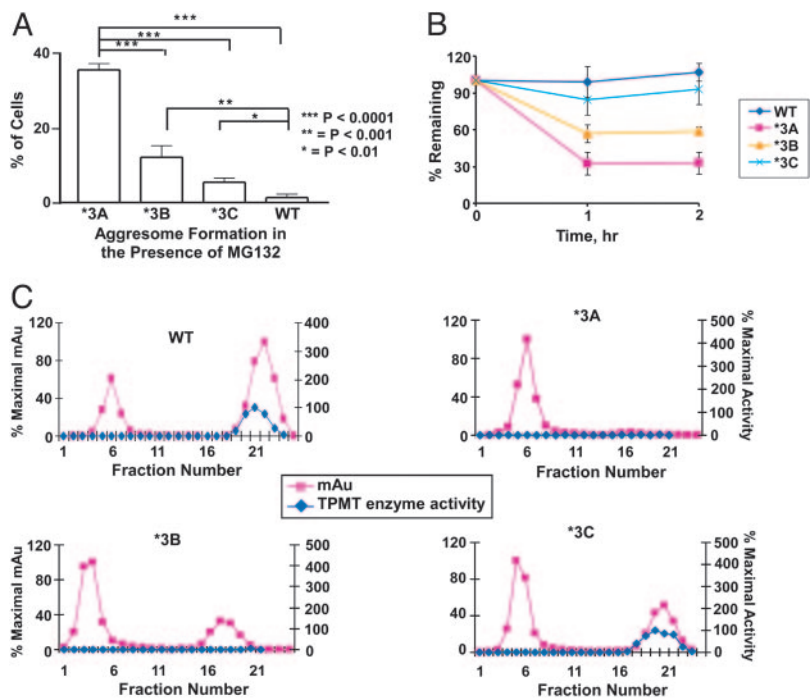 A
***
***
***
**
*
40
20
0
% of Cells
*** P < 0.0001
** = P < 0.001
* = P < 0.01
*3A *3B *3C WT
Aggresome Formation in
the Presence of MG132
B
120
90
60
30
0
% Remaining
0 1 2
Time, hr
WT
*3A
*3B
*3C
C
WT
120
80
40
0
% Maximal mAu
400
300
200
100
0
1 6 11 16 21
Fraction Number
*3A
120
80
40
0
500
400
300
200
100
0
% Maximal Activity
1 6 11 16 21
Fraction Number
mAu
TPMT enzyme activity
*3B
120
80
40
0
% Maximal mAu
500
400
300
200
100
0
1 6 11 16 21
Fraction Number
*3C
120
80
40
0
500
400
300
200
100
0
% Maximal Activity
1 6 11 16 21
Fraction Number